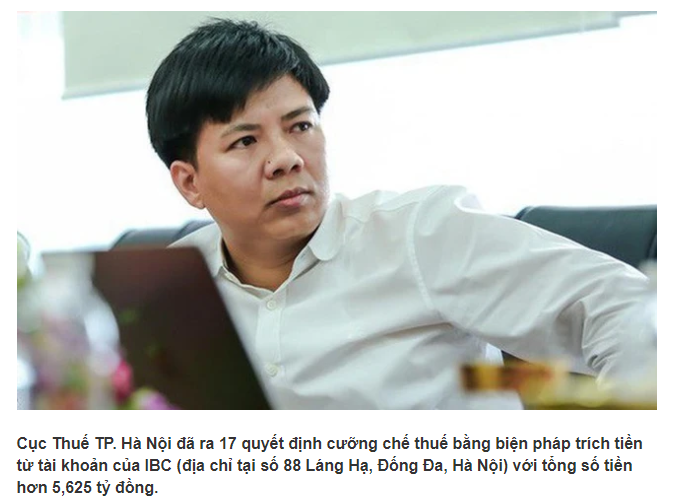 Cục Thuế TP. Hà Nội đã ra 17 quyết định cưỡng chế thuế bằng biện pháp trích tiền
từ tài khoản của IBC (địa chỉ tại số 88 Láng Hạ, Đống Đa, Hà Nội) với tổng số tiền
hơn 5,625 tỷ đồng.